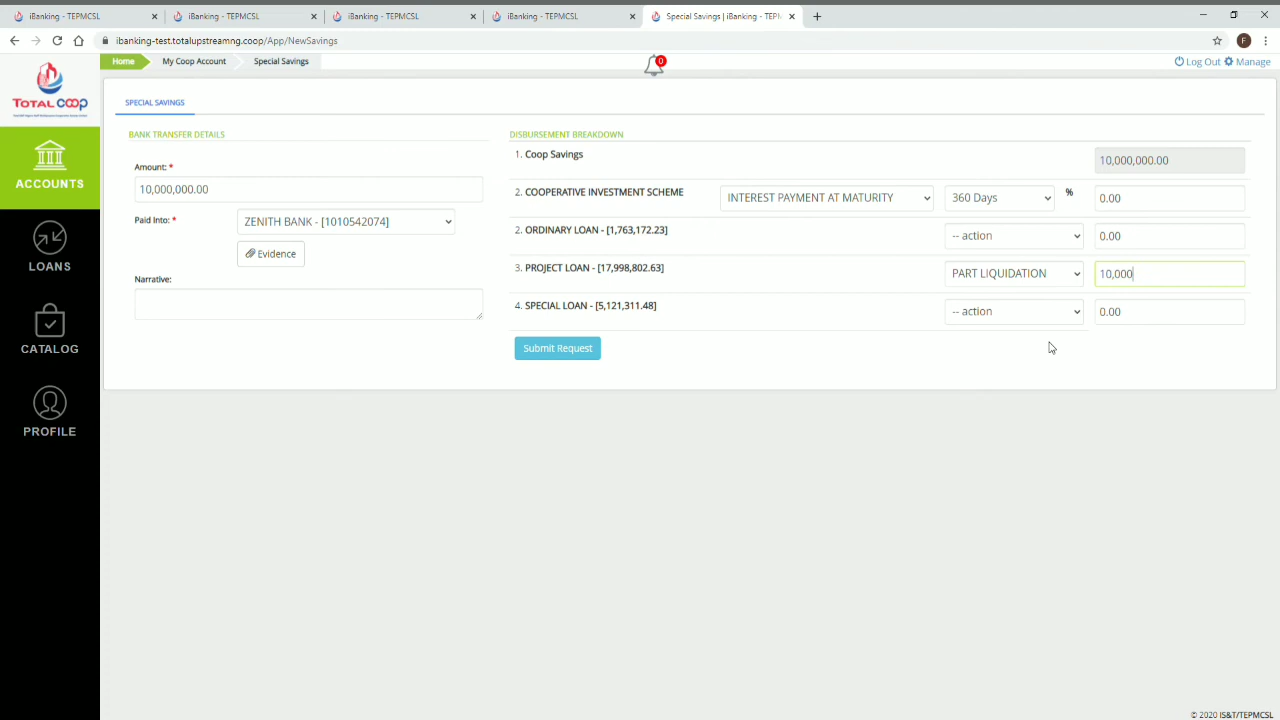 iBanking - TEPMCSL
iBanking - TEPMCSL
iBanking - TEPMCSL
iBanking - TEPMCSL
Special Savings | iBanking - TEPM
ibanking-test.totalupstreamng.coop/App/NewSavings
F
TOTAL COOP
Home
My Coop Account
Special Savings
0
Log Out
Manage
ACCOUNTS
LOANS
CATALOG
PROFILE
SPECIAL SAVINGS
BANK TRANSFER DETAILS
Amount: *
10,000,000.00
Paid Into: *
ZENITH BANK - [1010542074]
Evidence
Narrative:
DISBURSEMENT BREAKDOWN
1. Coop Savings
10,000,000.00
2. COOPERATIVE INVESTMENT SCHEME
INTEREST PAYMENT AT MATURITY
360 Days
%
0.00
2. ORDINARY LOAN - [1,763,172.23]
-- action
0.00
3. PROJECT LOAN - [17,998,802.63]
PART LIQUIDATION
10,000
4. SPECIAL LOAN - [5,121,311.48]
-- action
0.00
Submit Request
© 2020 IS&T/TEPMCSL